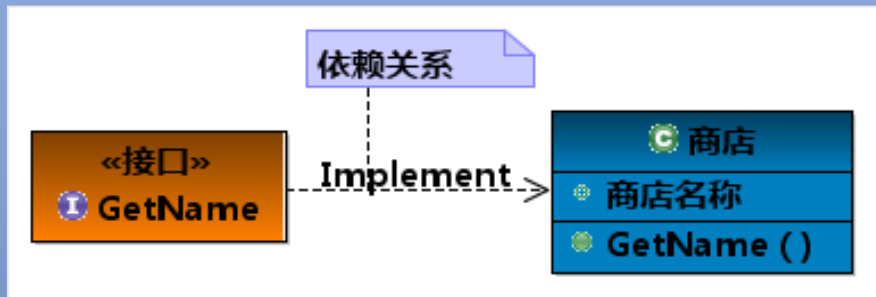 依赖关系
«接口»
I GetName
Implement
C 商店
商店名称
GetName ( )